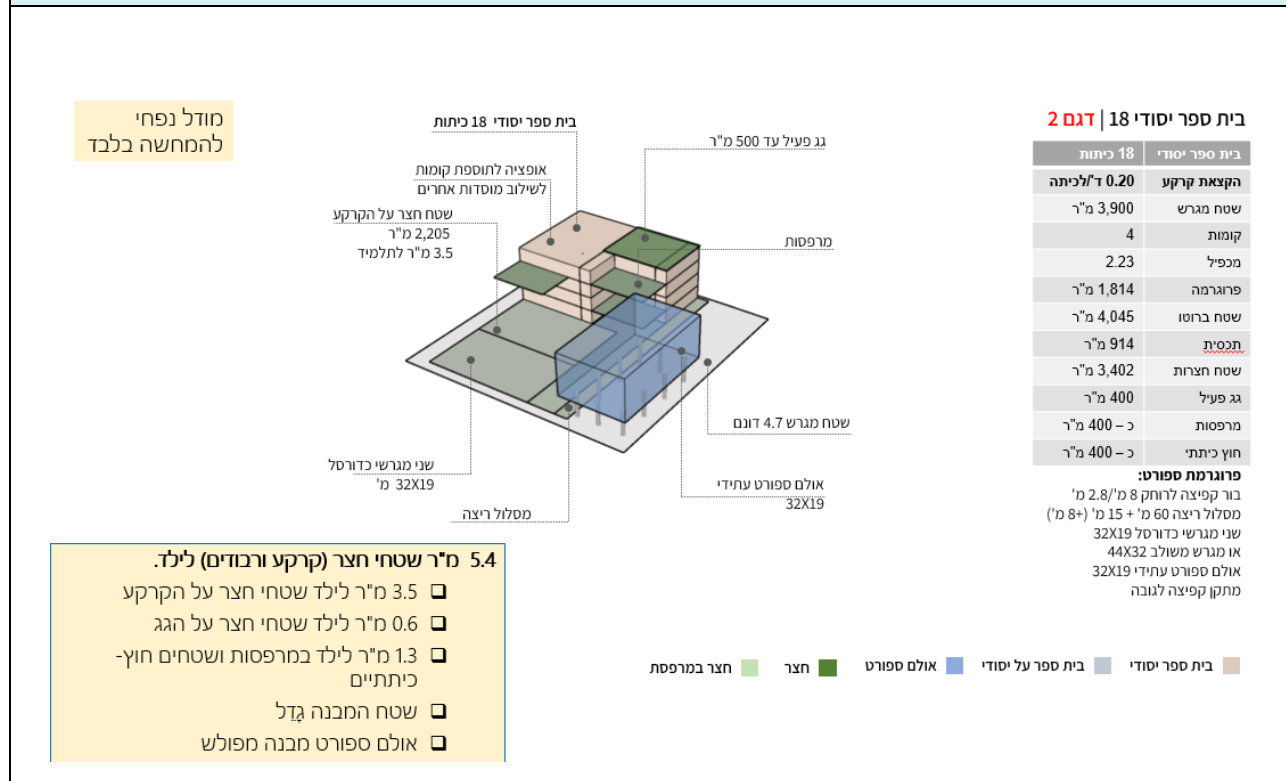 מודל נפחי
להמחשה בלבד
בית ספר יסודי 18 כיתות
אופציה לתוספת קומות
לשילוב מוסדות אחרים
שטח חצר על הקרקע
2,205 מ"ר
3.5 מ"ר לתלמיד
גג פעיל עד 500 מ"ר
מרפסות
שטח מגרש 4.7 דונם
אולם ספורט עתידי
32X19
שני מגרשי כדורסל
32X19 מ'
מסלול ריצה
בית ספר יסודי 18 | דגם 2
בית ספר יסודי 18 כיתות
הקצאת קרקע 0.20 ד'/לכיתה
שטח מגרש 3,900 מ"ר
קומות 4
מכפיל 2.23
פרוגרמה 1,814 מ"ר
שטח ברוטו 4,045 מ"ר
תכסית 914 מ"ר
שטח חצרות 3,402 מ"ר
גג פעיל 400 מ"ר
מרפסות כ – 400 מ"ר
חוץ כיתתי כ – 400 מ"ר
פרוגרמת ספורט:
בור קפיצה לרוחק 8 מ'/2.8 מ'
מסלול ריצה 60 מ' + 15 מ' (+8 מ')
שני מגרשי כדורסל 32X19
או מגרש משולב 44X32
אולם ספורט עתידי 32X19
מתקן קפיצה לגובה
5.4 מ"ר שטחי חצר (קרקע ורבודים) לילד.
3.5 מ"ר לילד שטחי חצר על הקרקע
0.6 מ"ר לילד שטחי חצר על הגג
1.3 מ"ר לילד במרפסות ושטחים חוץ-
כיתתיים
שטח המבנה גָדֵל
אולם ספורט מבנה מפולש
בית ספר יסודי
בית ספר על יסודי
אולם ספורט
חצר
חצר במרפסת